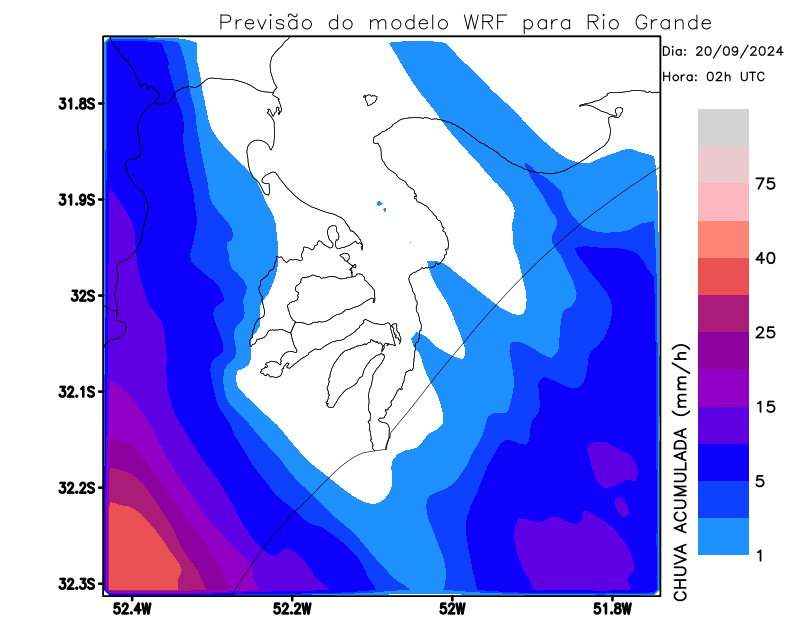 Previsão do modelo WRF para Rio Grande
Dia: 20/09/2024
Hora: 02h UTC
31.8S
31.9S
32S
32.1S
32.2S
32.3S
52.4W
52.2W
52W
51.8W
75
40
25
15
5
1
CHUVA ACUMULADA (mm/h)